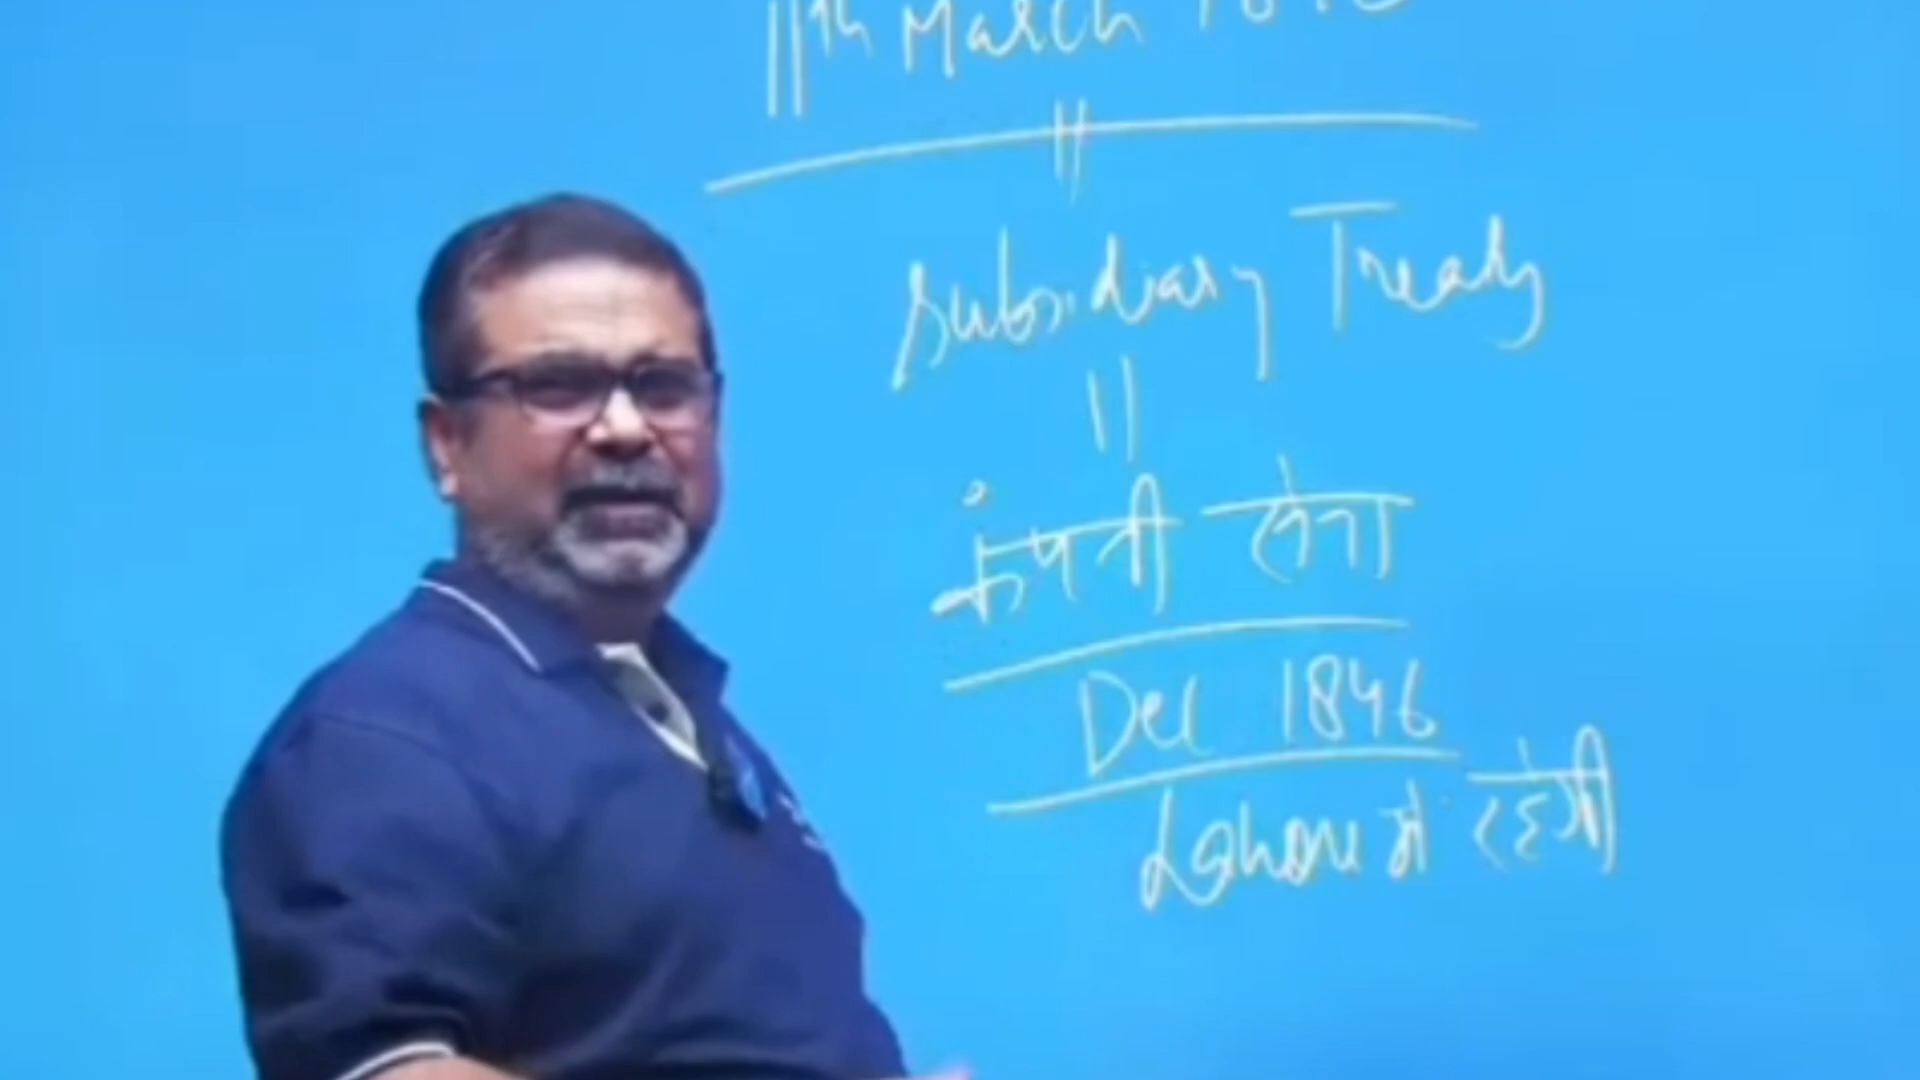 11th March
Subsidiary Treaty
कंपनी सेना
Dec 1846
Lahore में रहेगी